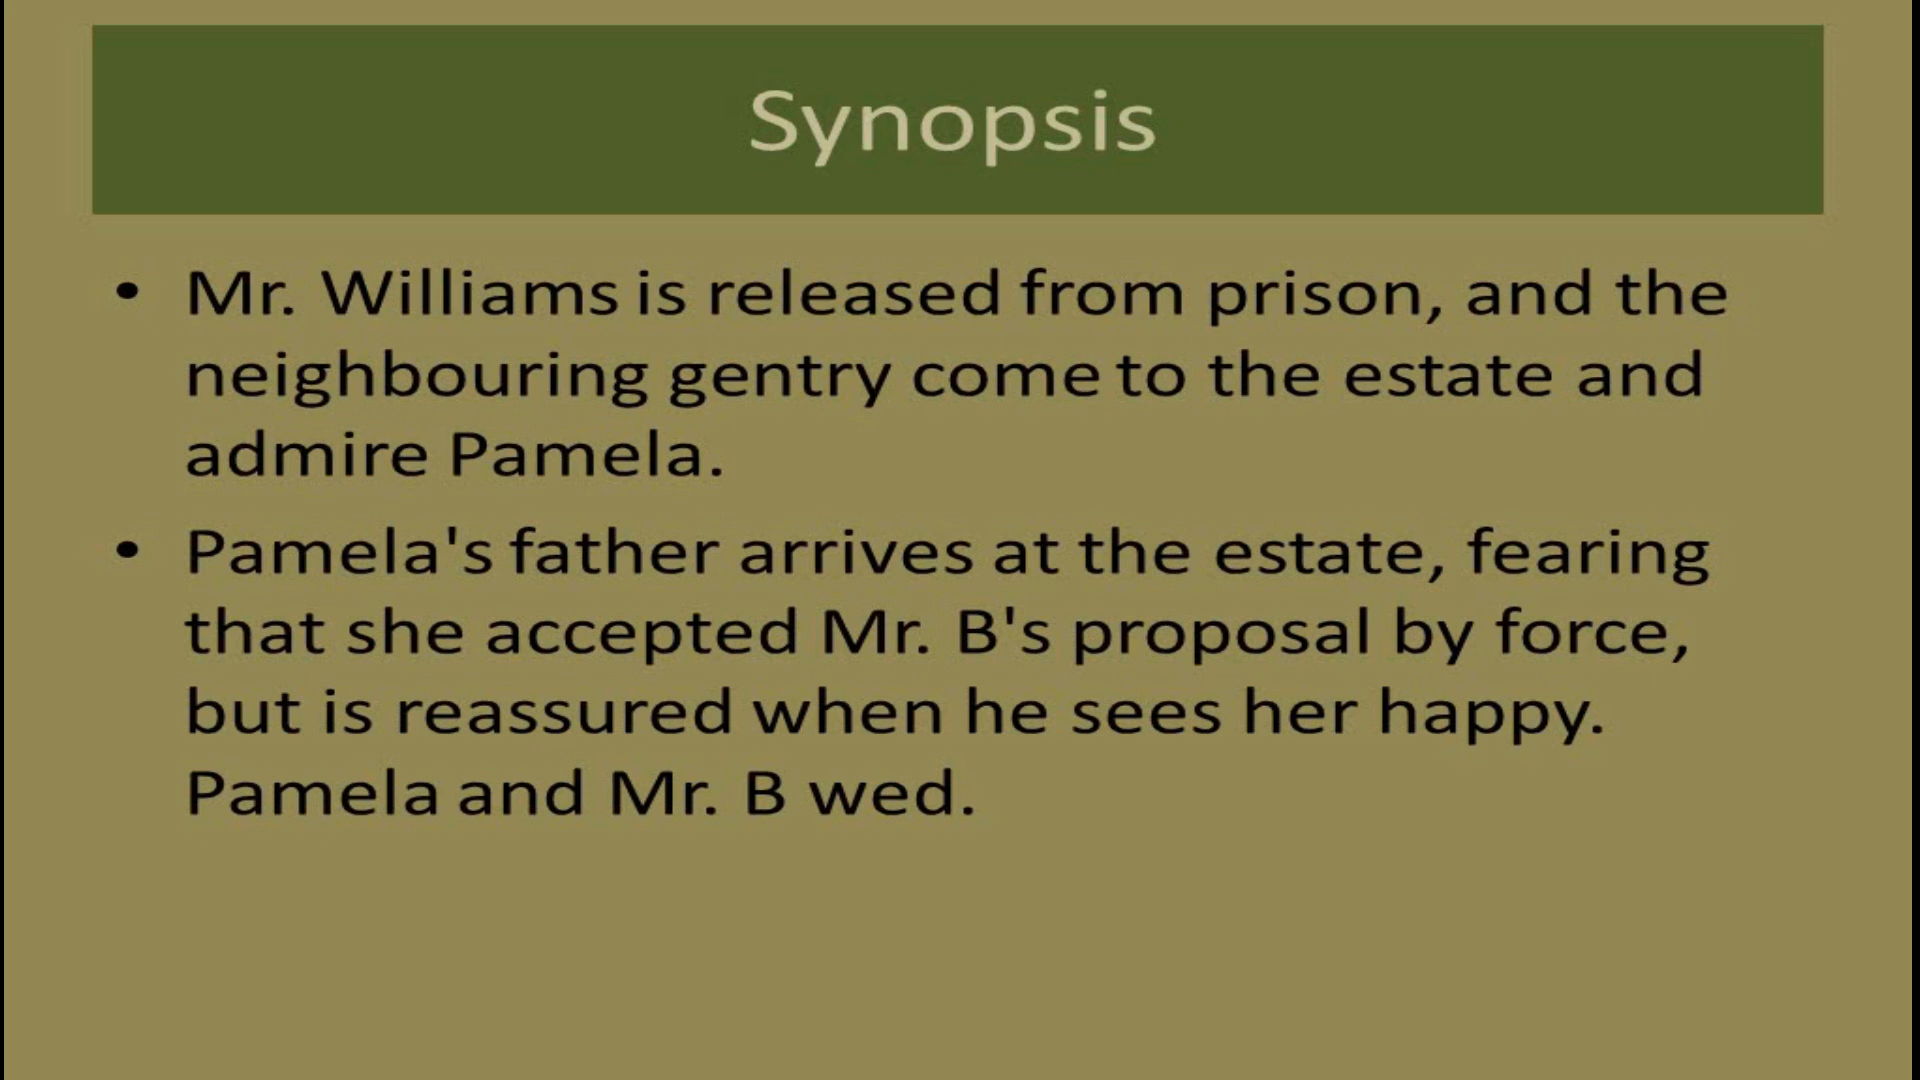 Synopsis
• Mr. Williams is released from prison, and the
neighbouring gentry come to the estate and
admire Pamela.
• Pamela's father arrives at the estate, fearing
that she accepted Mr. B's proposal by force,
but is reassured when he sees her happy.
Pamela and Mr. B wed.